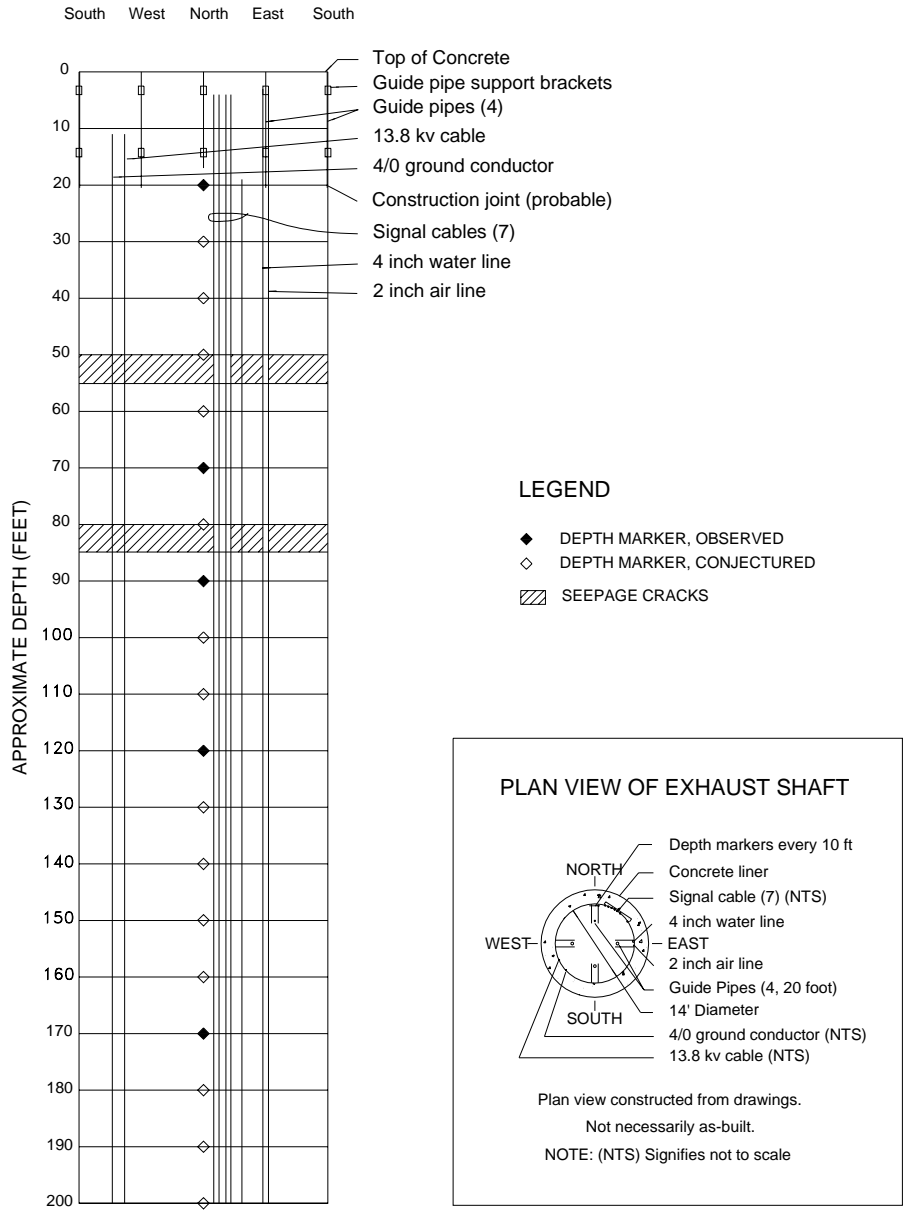 South West North East South
Top of Concrete
Guide pipe support brackets
Guide pipes (4)
13.8 kv cable
4/0 ground conductor
Construction joint (probable)
Signal cables (7)
4 inch water line
2 inch air line
0
10
20
30
40
50
60
70
80
90
100
110
120
130
140
150
160
170
180
190
200
APPROXIMATE DEPTH (FEET)
LEGEND
DEPTH MARKER, OBSERVED
DEPTH MARKER, CONJECTURED
SEEPAGE CRACKS
PLAN VIEW OF EXHAUST SHAFT
NORTH
WEST
EAST
SOUTH
Depth markers every 10 ft
Concrete liner
Signal cable (7) (NTS)
4 inch water line
2 inch air line
Guide Pipes (4, 20 foot)
14' Diameter
4/0 ground conductor (NTS)
13.8 kv cable (NTS)
Plan view constructed from drawings.
Not necessarily as-built.
NOTE: (NTS) Signifies not to scale